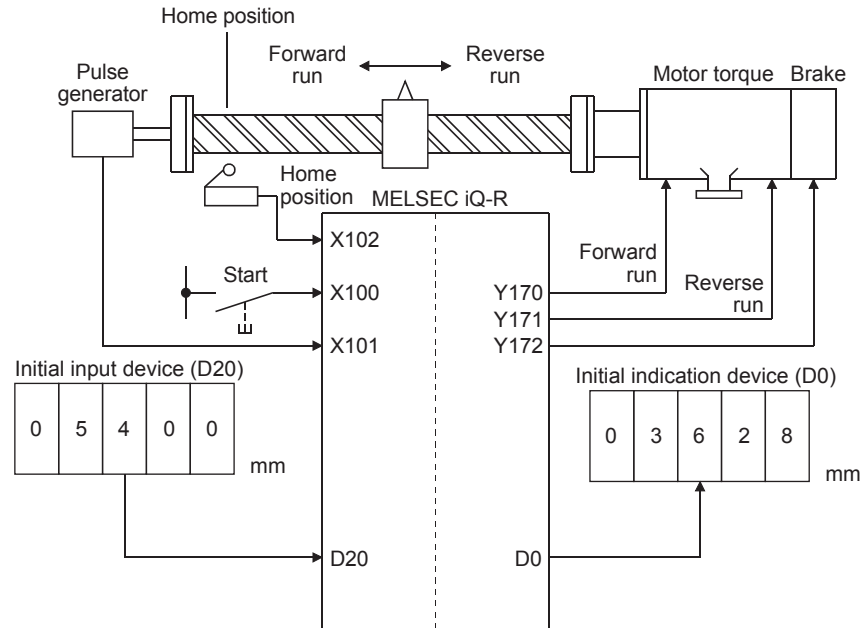 Home position
Forward
run
Reverse
run
Pulse
generator
Motor torque
Brake
Home
position
MELSEC iQ-R
X102
Start
X100
X101
Y170
Y171
Y172
Forward
run
Reverse
run
Initial input device (D20)
0 5 4 0 0
mm
Initial indication device (D0)
0 3 6 2 8
mm
D20
D0